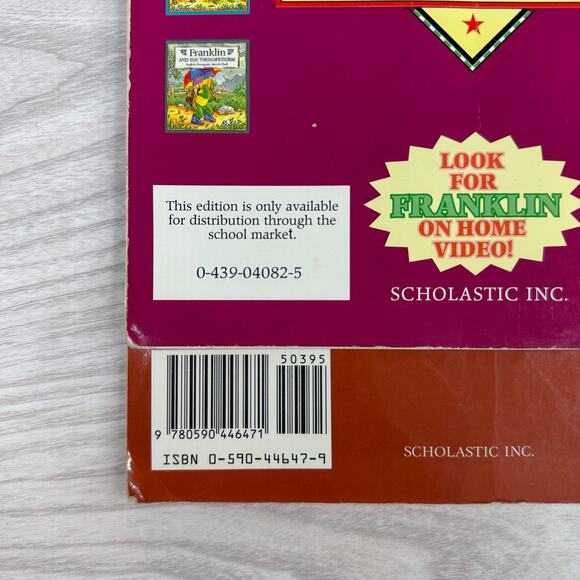 Franklin
AND THE THUNDERSTORM
This edition is only available
for distribution through the
school market.
0-439-04082-5
LOOK
FOR
FRANKLIN
ON HOME
VIDEO!
SCHOLASTIC INC.
50395
9 780590 446471
ISBN 0-590-44647-9
SCHOLASTIC INC.